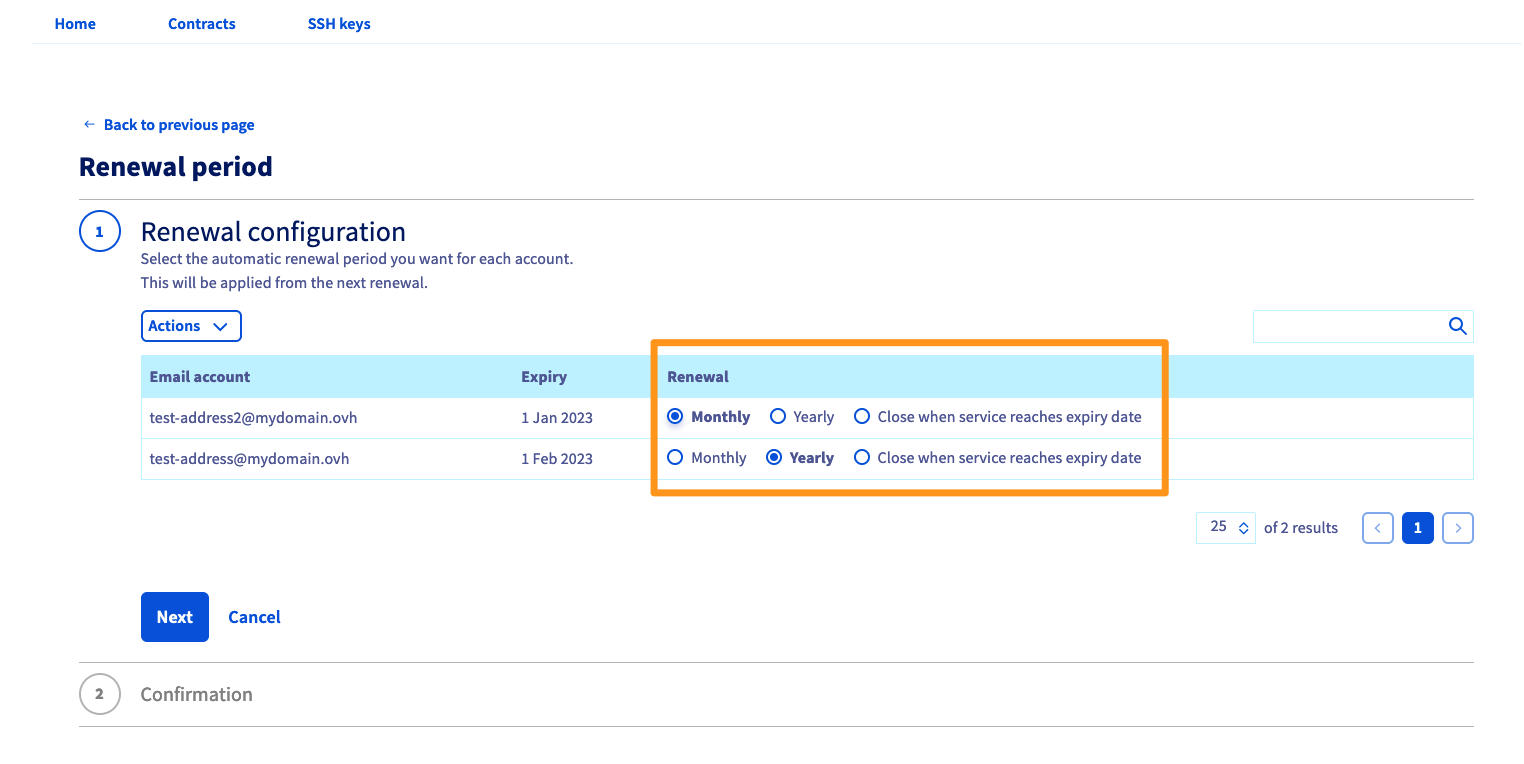 Home Contracts SSH keys
← Back to previous page
Renewal period
1 Renewal configuration
Select the automatic renewal period you want for each account.
This will be applied from the next renewal.
Actions
Email account Expiry Renewal
test-address2@mydomain.ovh 1 Jan 2023 Monthly Yearly Close when service reaches expiry date
test-address@mydomain.ovh 1 Feb 2023 Monthly Yearly Close when service reaches expiry date
25 of 2 results < 1 >
Next Cancel
2 Confirmation